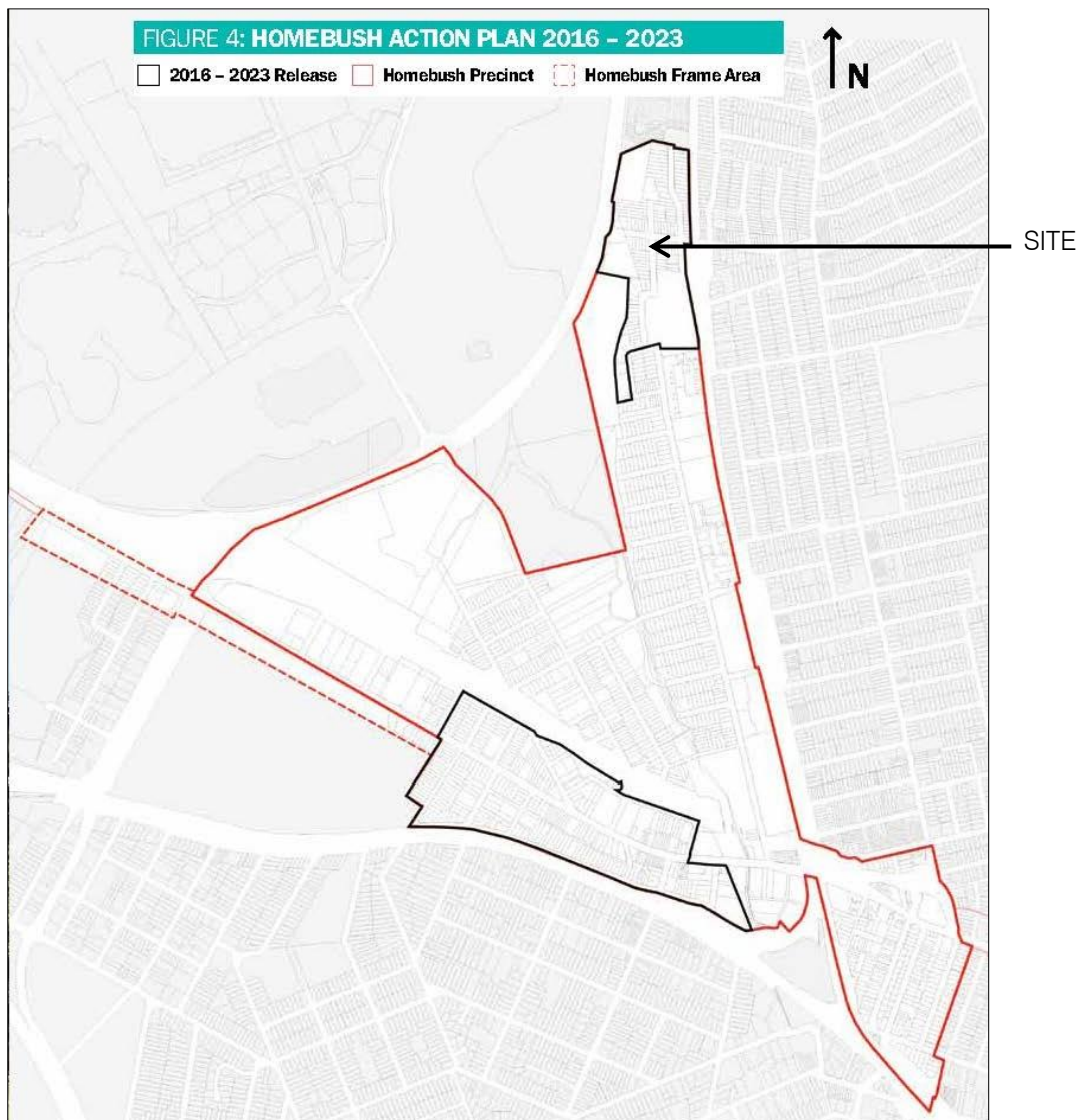 FIGURE 4: HOMEBUSH ACTION PLAN 2016 – 2023
2016 – 2023 Release Homebush Precinct Homebush Frame Area
N
SITE